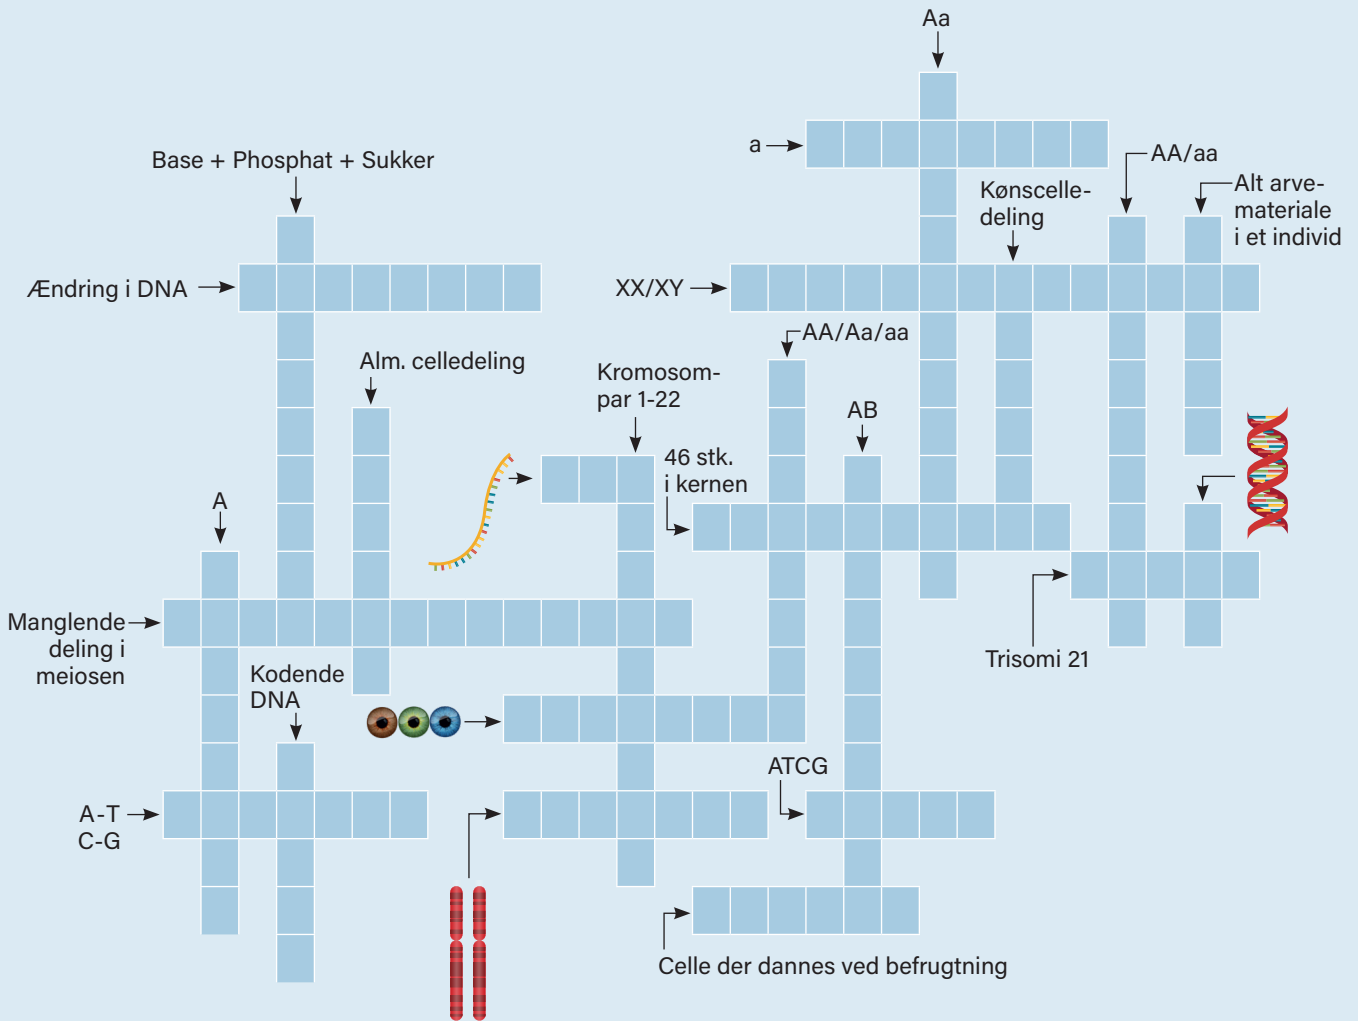 Aa
a
AA/aa
Base + Phosphat + Sukker
Kønscelle-
deling
Alt arve-
materiale
i et individ
Ændring i DNA
XX/XY
AA/Aa/aa
Alm. celledeling
Kromosom-
par 1-22
AB
46 stk.
i kernen
A
Manglende
deling i
meiosen
Trisomi 21
Kodende
DNA
ATCG
A-T
C-G
Celle der dannes ved befrugtning